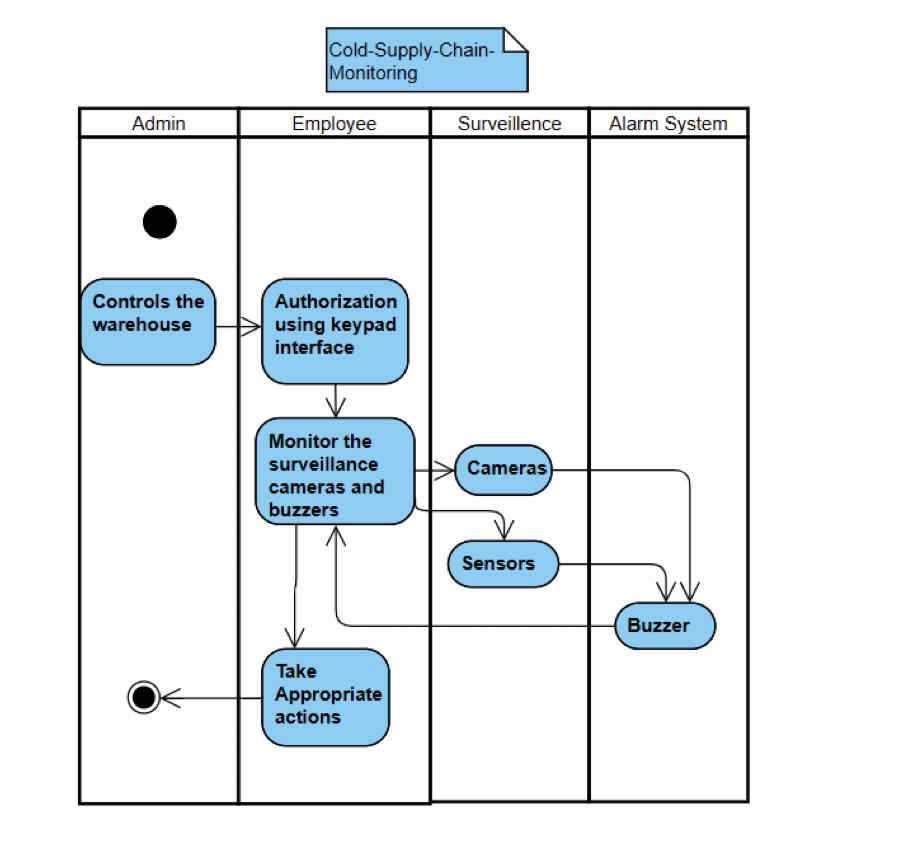 Cold-Supply-Chain-
Monitoring
Admin
Employee
Surveillence
Alarm System
Controls the
warehouse
Authorization
using keypad
interface
Monitor the
surveillance
cameras and
buzzers
Cameras
Sensors
Buzzer
Take
Appropriate
actions